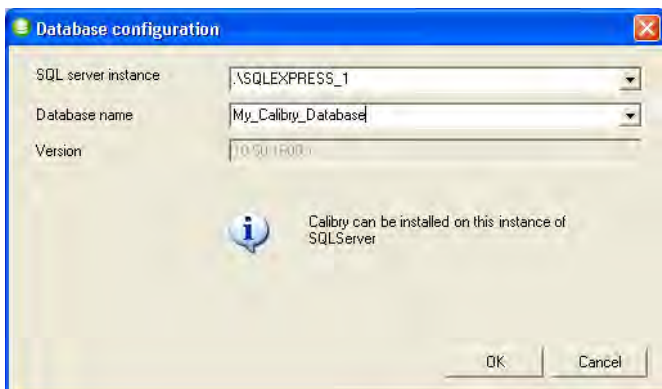 Database configuration
SQL server instance
.\SQLEXPRESS_1
Database name
My_Calibry_Database
Version
Calibry can be installed on this instance of
SQLServer
OK
Cancel